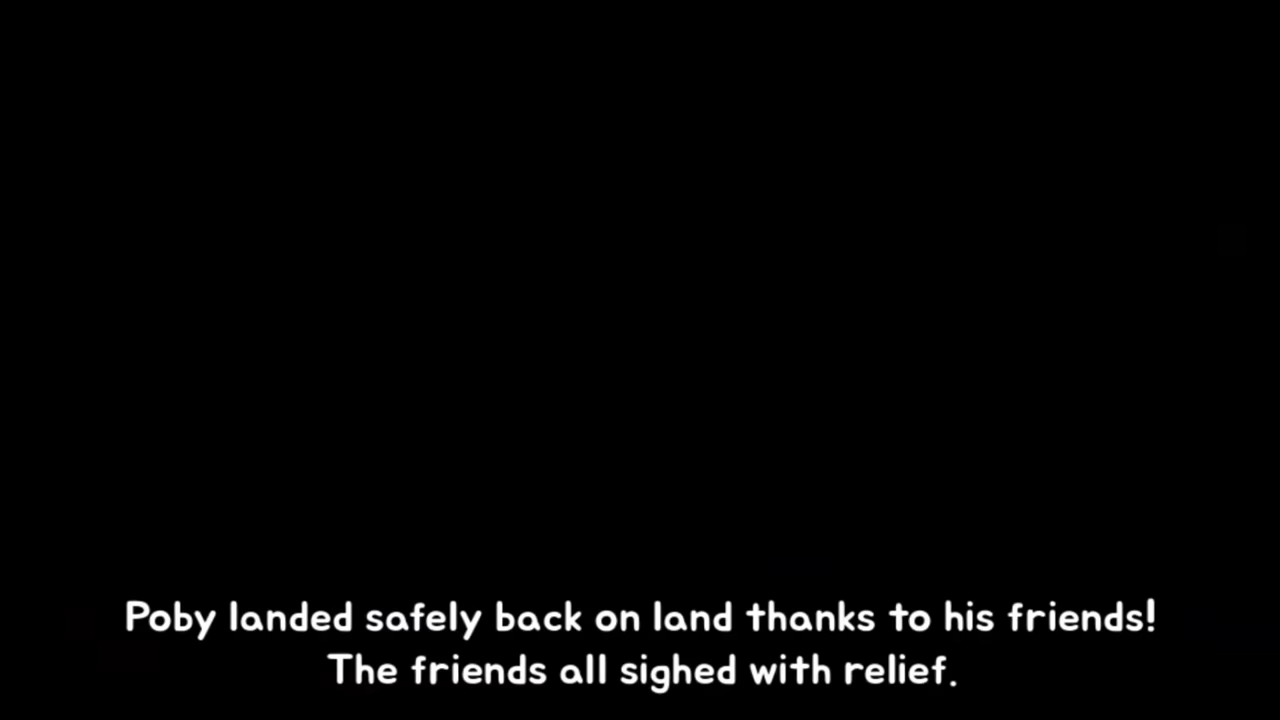 Poby landed safely back on land thanks to his friends!
The friends all sighed with relief.